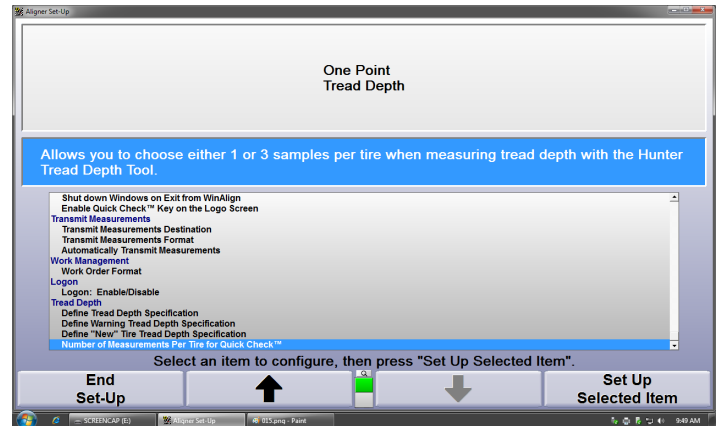 Aligner Set-Up
One Point
Tread Depth
Allows you to choose either 1 or 3 samples per tire when measuring tread depth with the Hunter
Tread Depth Tool.
Shut down Windows on Exit from WinAlign
Enable Quick Check™ Key on the Logo Screen
Transmit Measurements
Transmit Measurements Destination
Transmit Measurements Format
Automatically Transmit Measurements
Work Management
Work Order Format
Logon
Logon: Enable/Disable
Tread Depth
Define Tread Depth Specification
Define Warning Tread Depth Specification
Define "New" Tire Tread Depth Specification
Number of Measurements Per Tire for Quick Check™
Select an item to configure, then press "Set Up Selected Item".
End
Set-Up
Set Up
Selected Item
SCREENCAP (E:)
Aligner Set-Up
015.png - Paint
9:49 AM